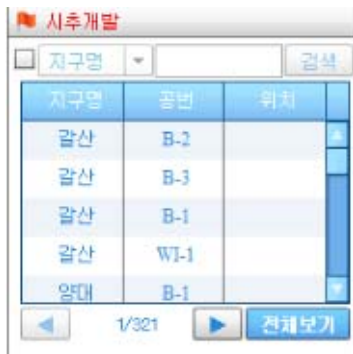 시추개발
지구명 검색
지구명 공번 위치
갈산 B-2
갈산 B-3
갈산 B-1
갈산 WI-1
양대 B-1
1/321 전체보기